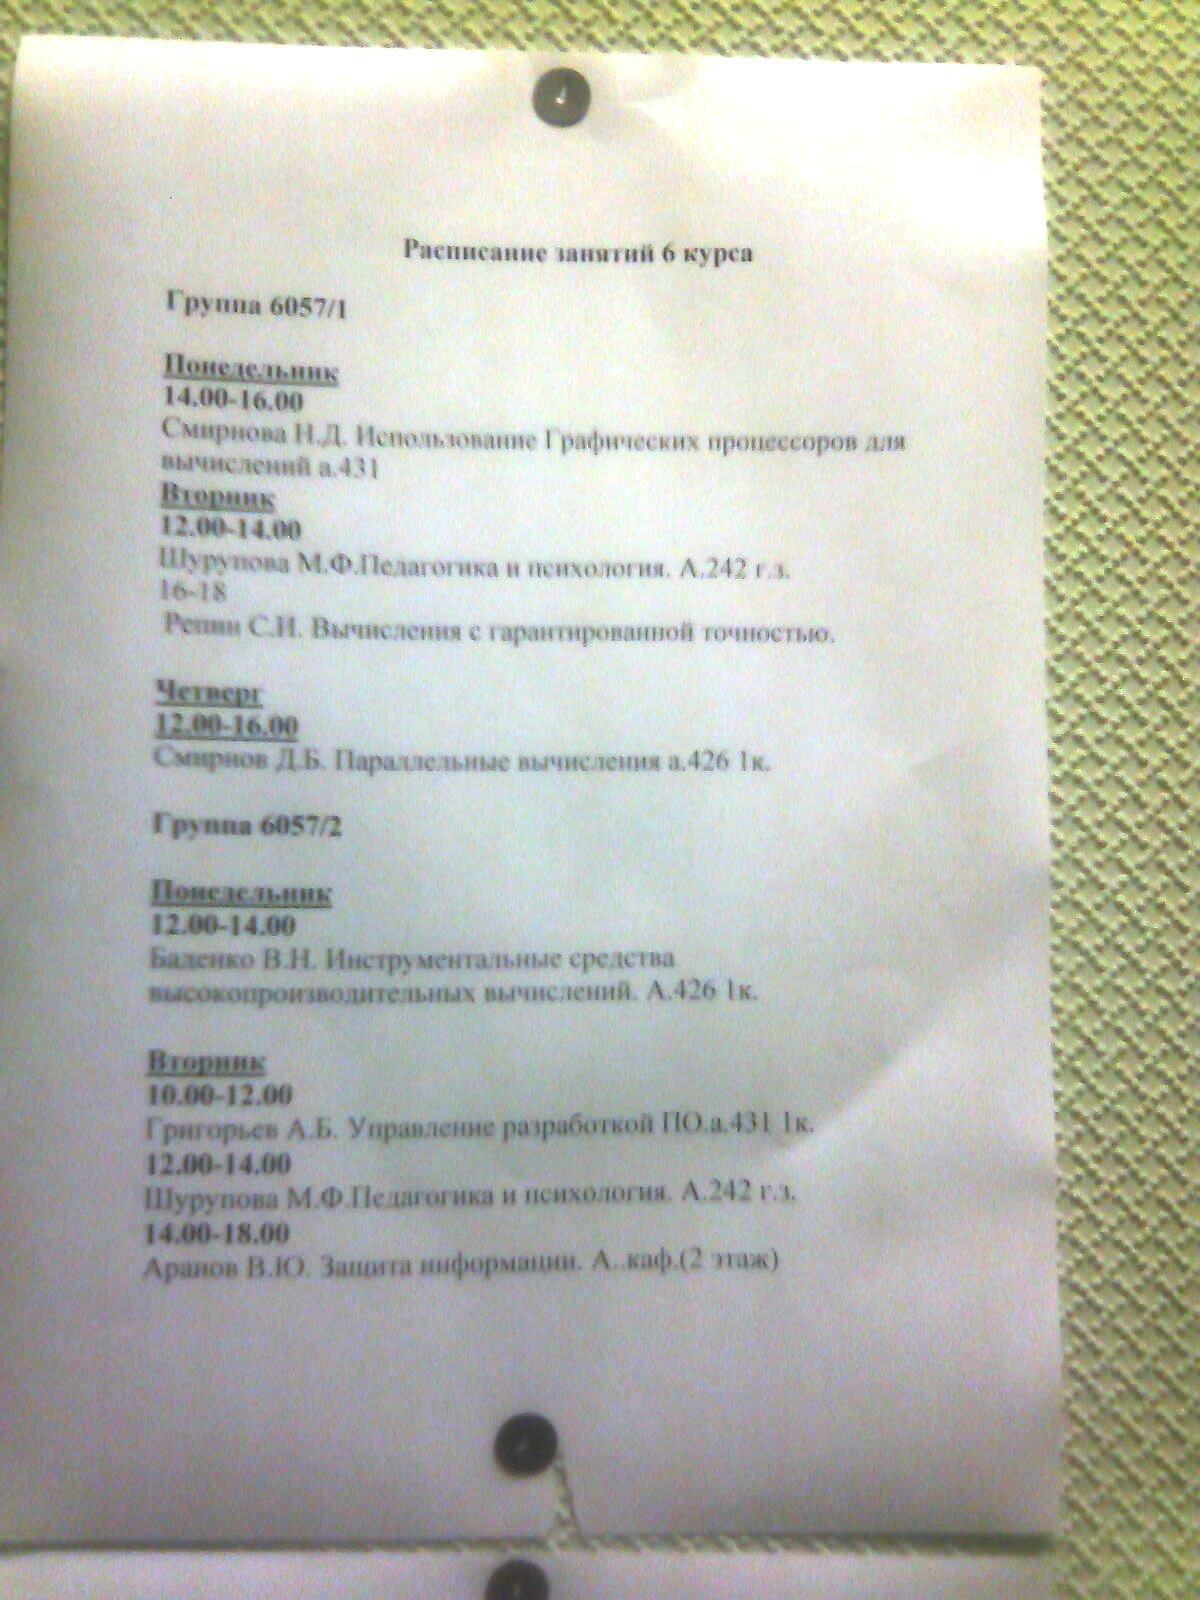 Расписание занятий 6 курса
Группа 6057/1
Понедельник
14.00-16.00
Смирнова Н.Д. Использование Графических процессоров для
вычислений а.431
Вторник
12.00-14.00
Шурупова М.Ф.Педагогика и психология. А.242 г.з.
16-18
Репин С.И. Вычисления с гарантированной точностью.
Четверг
12.00-16.00
Смирнов Д.Б. Параллельные вычисления а.426 1к.
Группа 6057/2
Понедельник
12.00-14.00
Баденко В.Н. Инструментальные средства
высокопроизводительных вычислений. А.426 1к.
Вторник
10.00-12.00
Григорьев А.Б. Управление разработкой ПО.а.431 1к.
12.00-14.00
Шурупова М.Ф.Педагогика и психология. А.242 г.з.
14.00-18.00
Аранов В.Ю. Защита информации. А..каф.(2 этаж)